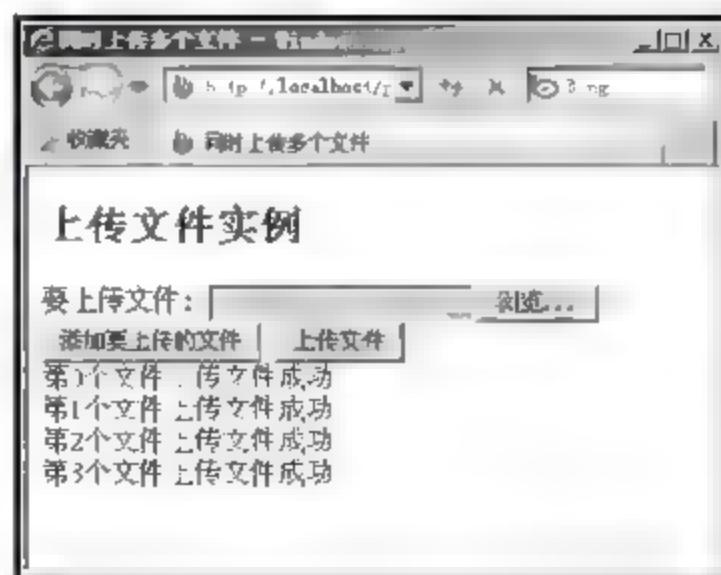 同时上传多个文件 -
localhost/p
收藏夹 同时上传多个文件
上传文件实例
要上传文件： 浏览...
添加要上传的文件 上传文件
第0个文件 上传文件成功
第1个文件 上传文件成功
第2个文件 上传文件成功
第3个文件 上传文件成功